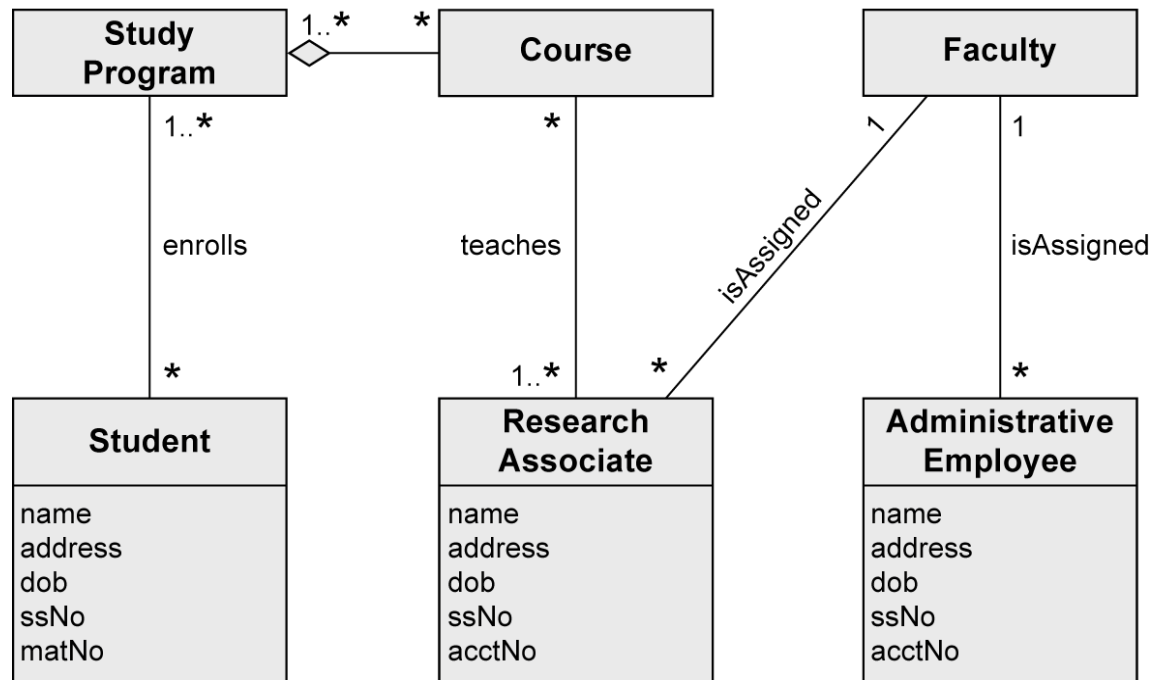 Study
Program
1..*
*
Course
Faculty
1..*
*
1
1
enrolls
teaches
isAssigned
isAssigned
*
1..*
*
*
Student
name
address
dob
ssNo
matNo
Research
Associate
name
address
dob
ssNo
acctNo
Administrative
Employee
name
address
dob
ssNo
acctNo